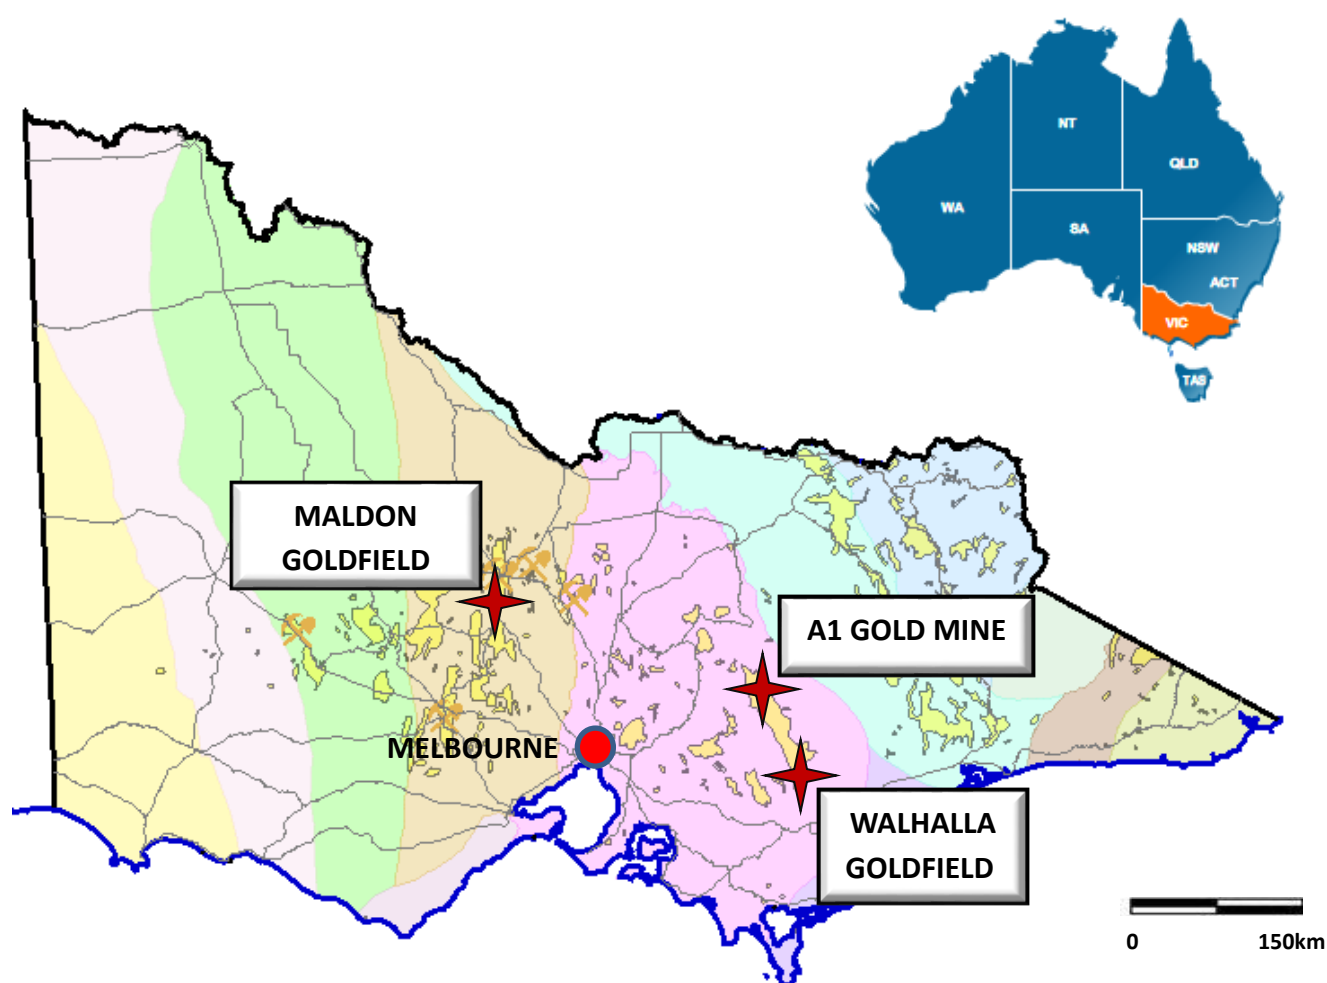 NT
QLD
WA
SA
NSW
ACT
VIC
TAS
MALDON
GOLDFIELD
A1 GOLD MINE
MELBOURNE
WALHALLA
GOLDFIELD
0 150km